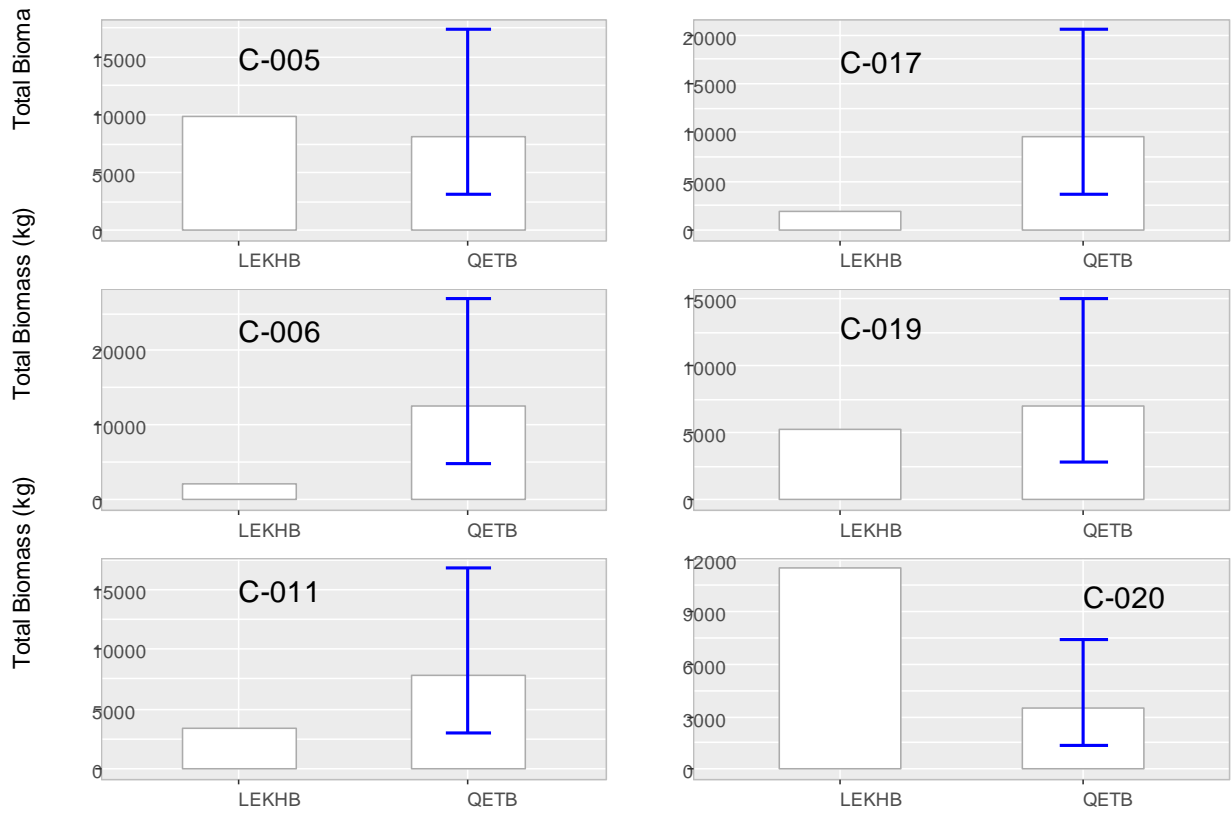 Total Bioma
15000
10000
5000
0
C-005
LEKHB
QETB
20000
15000
10000
5000
0
C-017
LEKHB
QETB
Total Biomass (kg)
20000
10000
0
C-006
LEKHB
QETB
15000
10000
5000
0
C-019
LEKHB
QETB
Total Biomass (kg)
15000
10000
5000
0
C-011
LEKHB
QETB
12000
9000
6000
3000
0
C-020
LEKHB
QETB